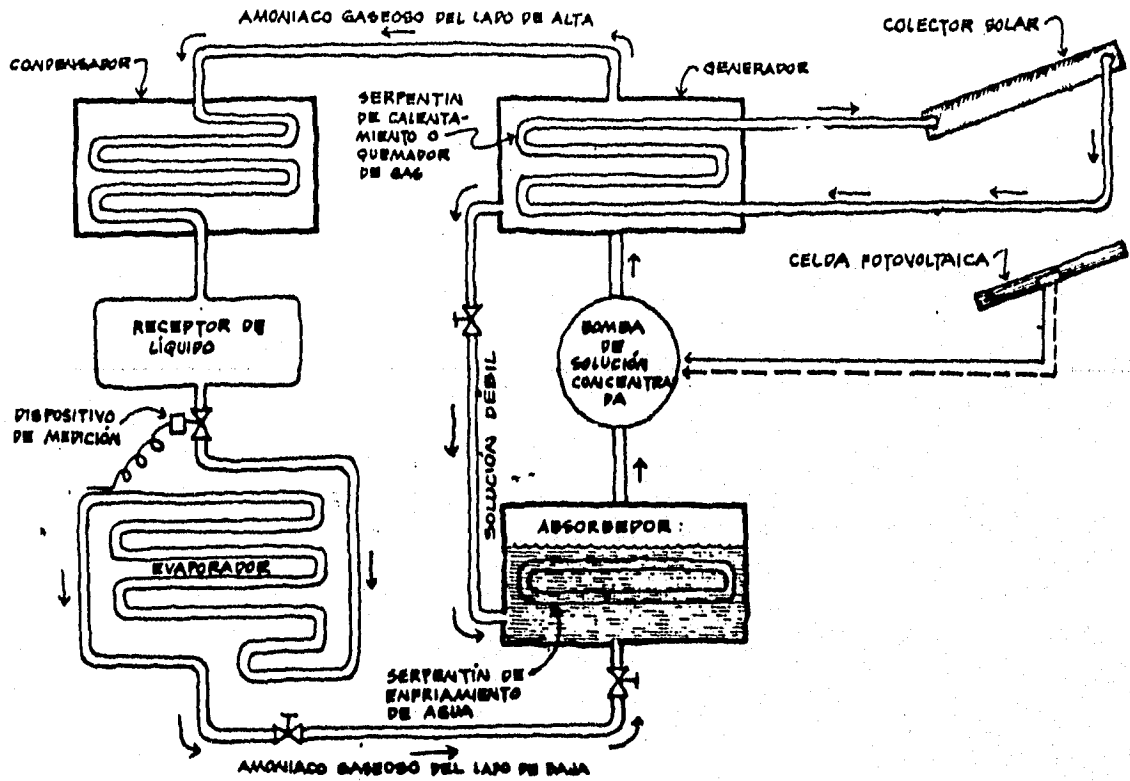 AMONIACO GASEOSO DEL LADO DE ALTA
COLECTOR SOLAR
CONDENSADOR
GENERADOR
SERPENTIN
DE CALENTA-
MIENTO O
QUEMADOR
DE GAS
CELDA FOTOVOLTAICA
RECEPTOR DE
LÍQUIDO
BOMBA
DE
SOLUCIÓN
CONCENTRA
DA
DISPOSITIVO
DE MEDICIÓN
SOLUCION DEBIL
ABSORBEDOR:
EVAPORADOR
SERPENTÍN DE
ENFRIAMIENTO
DE AGUA
AMONIACO GASEOSO DEL LADO DE BAJA